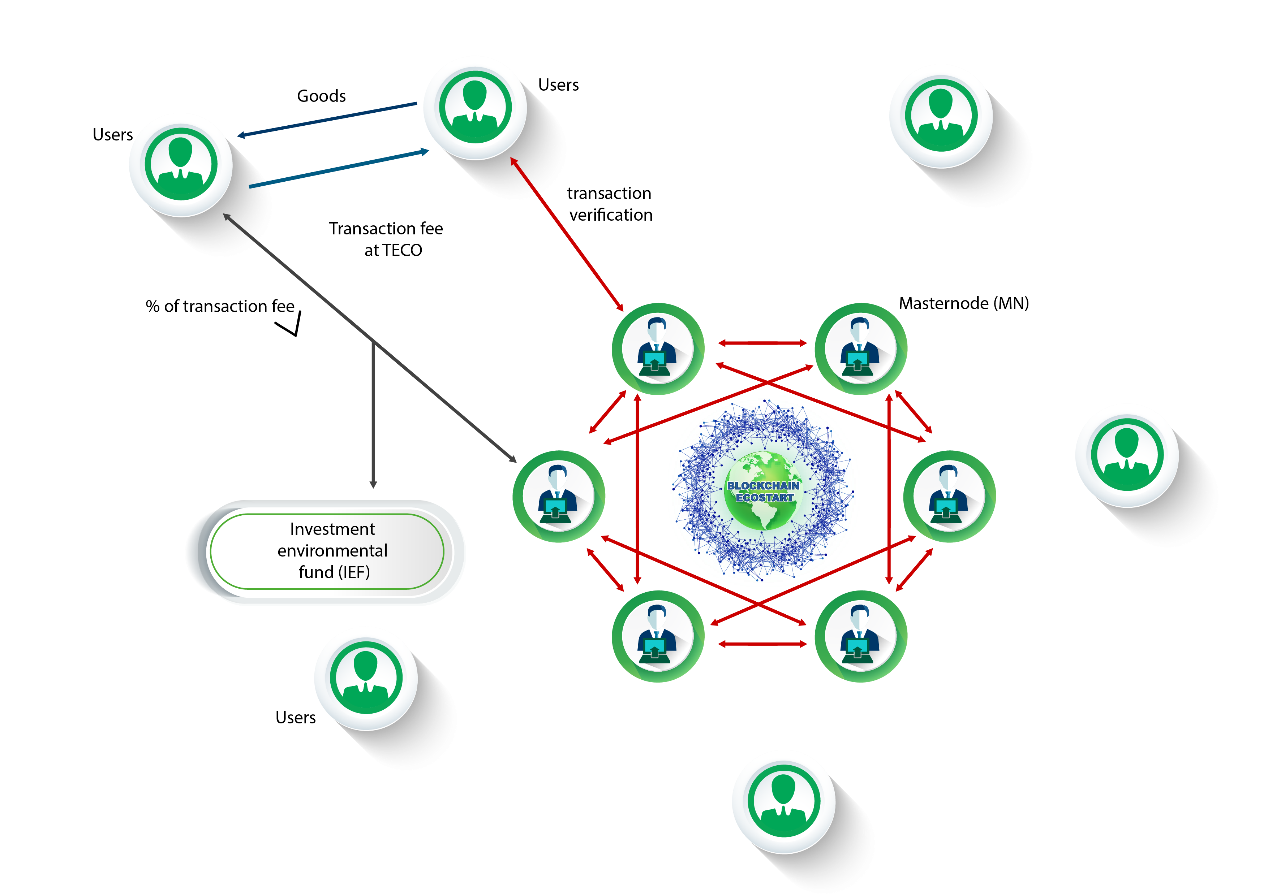 Goods
Users
Users
transaction
verification
Transaction fee
at TECO
% of transaction fee
Masternode (MN)
BLOCKCHAIN
EGOSTART
Investment
environmental
fund (IEF)
Users